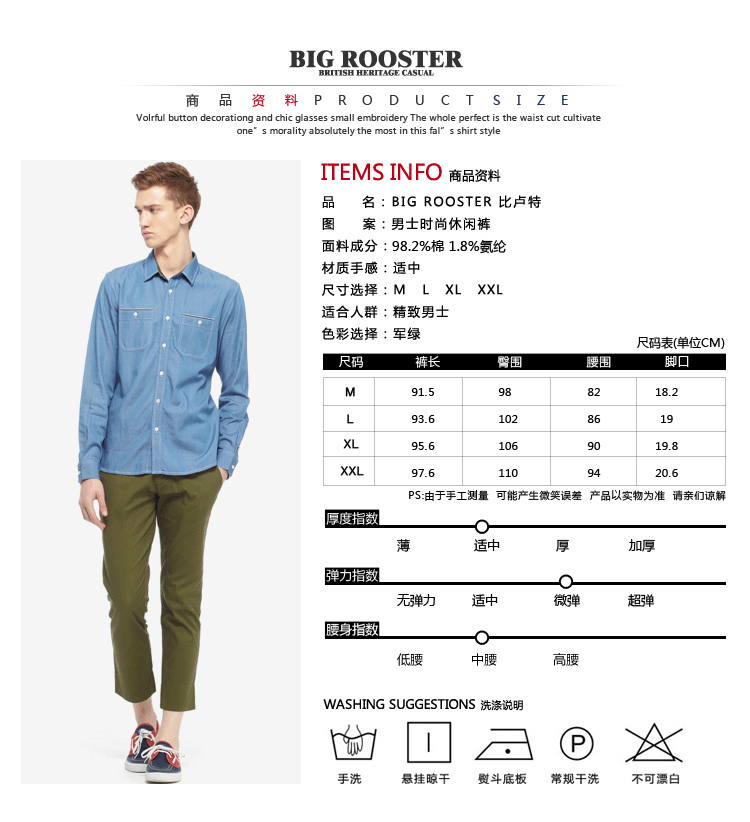 BIG ROOSTER
BRITISH HERITAGE CASUAL
商品资料PRODUCT SIZE
Volrful button decorationg and chic glasses small embroidery The whole perfect is the waist cut cultivate
one”s morality absolutely the most in this fal”s shirt style
ITEMS INFO 商品资料
品 名：BIG ROOSTER 比卢特
图 案：男士时尚休闲裤
面料成分：98.2%棉 1.8%氨纶
材质手感：适中
尺寸选择：M L XL XXL
适合人群：精致男士
色彩选择：军绿
尺码表(单位CM)
尺码 裤长 臀围 腰围 脚口
M 91.5 98 82 18.2
L 93.6 102 86 19
XL 95.6 106 90 19.8
XXL 97.6 110 94 20.6
PS:由于手工测量 可能产生微笑误差 产品以实物为准 请亲们谅解
厚度指数
薄 适中 厚 加厚
弹力指数
无弹力 适中 微弹 超弹
腰身指数
低腰 中腰 高腰
WASHING SUGGESTIONS 洗涤说明
P
手洗 悬挂晾干 熨斗底板 常规干洗 不可漂白